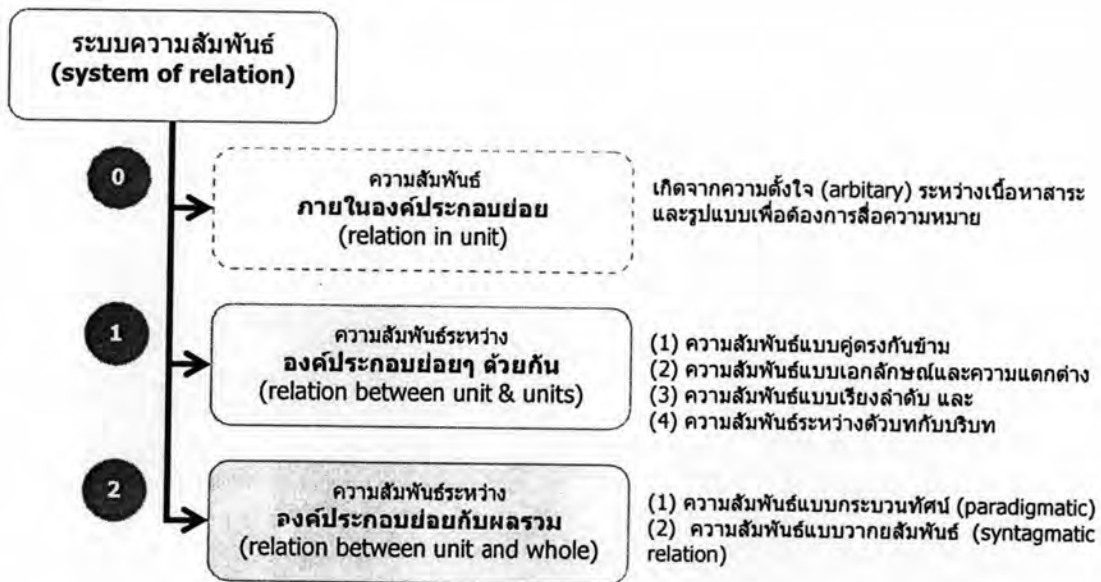 ระบบความสัมพันธ์
(system of relation)
0
ความสัมพันธ์
ภายในองค์ประกอบย่อย
(relation in unit)
เกิดจากความตั้งใจ (arbitary) ระหว่างเนื้อหาสาระ
และรูปแบบเพื่อต้องการสื่อความหมาย
1
ความสัมพันธ์ระหว่าง
องค์ประกอบย่อยๆ ด้วยกัน
(relation between unit & units)
(1) ความสัมพันธ์แบบคู่ตรงกันข้าม
(2) ความสัมพันธ์แบบเอกลักษณ์และความแตกต่าง
(3) ความสัมพันธ์แบบเรียงลำดับ และ
(4) ความสัมพันธ์ระหว่างตัวบทกับบริบท
2
ความสัมพันธ์ระหว่าง
องค์ประกอบย่อยกับผลรวม
(relation between unit and whole)
(1) ความสัมพันธ์แบบกระบวนทัศน์ (paradigmatic)
(2) ความสัมพันธ์แบบวากยสัมพันธ์ (syntagmatic
relation)